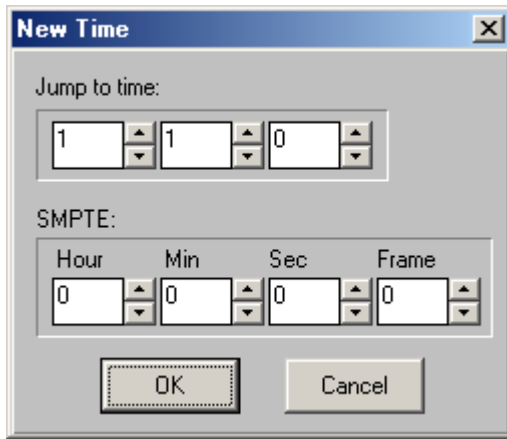 New Time
Jump to time:
1 1 0
SMPTE:
Hour Min Sec Frame
0 0 0 0
OK Cancel